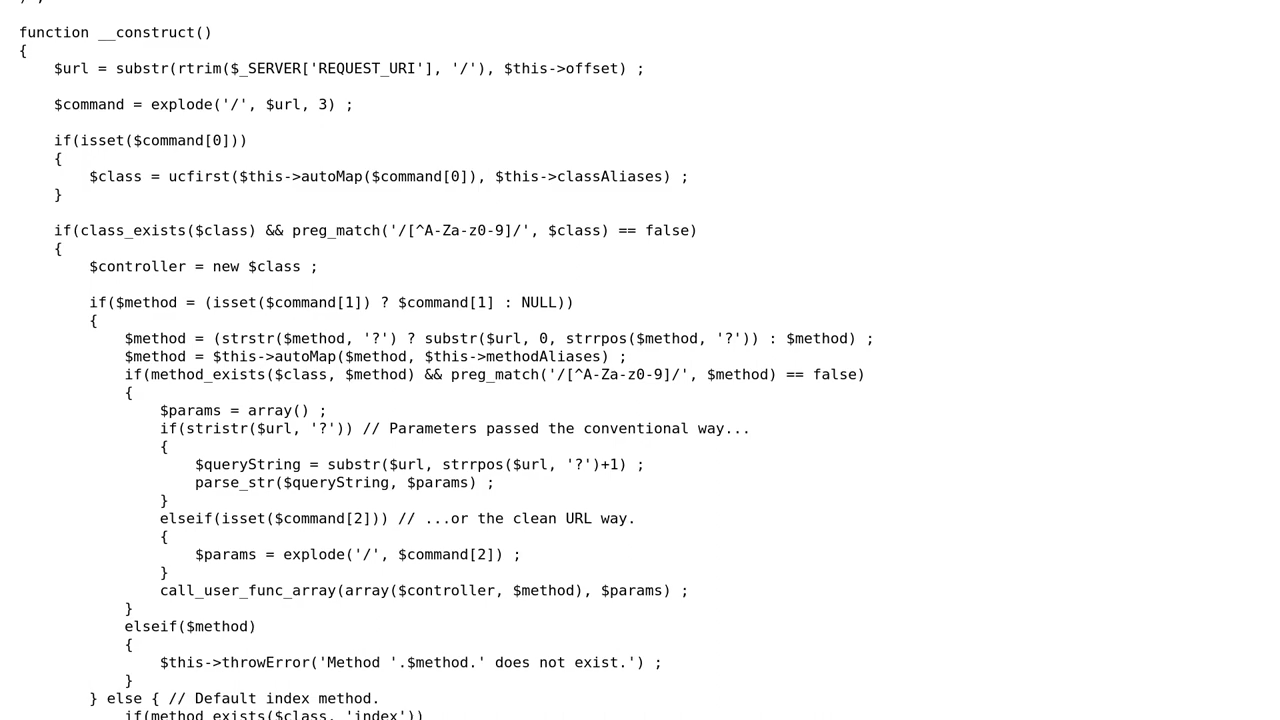 ) ;
function __construct()
{
$url = substr(rtrim($_SERVER['REQUEST_URI'], '/'), $this->offset) ;
$command = explode('/', $url, 3) ;
if(isset($command[0]))
{
$class = ucfirst($this->autoMap($command[0]), $this->classAliases) ;
}
if(class_exists($class) && preg_match('/[^A-Za-z0-9]/', $class) == false)
{
$controller = new $class ;
if($method = (isset($command[1]) ? $command[1] : NULL))
{
$method = (strstr($method, '?') ? substr($url, 0, strrpos($method, '?')) : $method) ;
$method = $this->autoMap($method, $this->methodAliases) ;
if(method_exists($class, $method) && preg_match('/[^A-Za-z0-9]/', $method) == false)
{
$params = array() ;
if(stristr($url, '?')) // Parameters passed the conventional way...
{
$queryString = substr($url, strrpos($url, '?')+1) ;
parse_str($queryString, $params) ;
}
elseif(isset($command[2])) // ...or the clean URL way.
{
$params = explode('/', $command[2]) ;
}
call_user_func_array(array($controller, $method), $params) ;
}
elseif($method)
{
$this->throwError('Method '.$method.' does not exist.') ;
}
} else { // Default index method.
if(method_exists($class, 'index'))